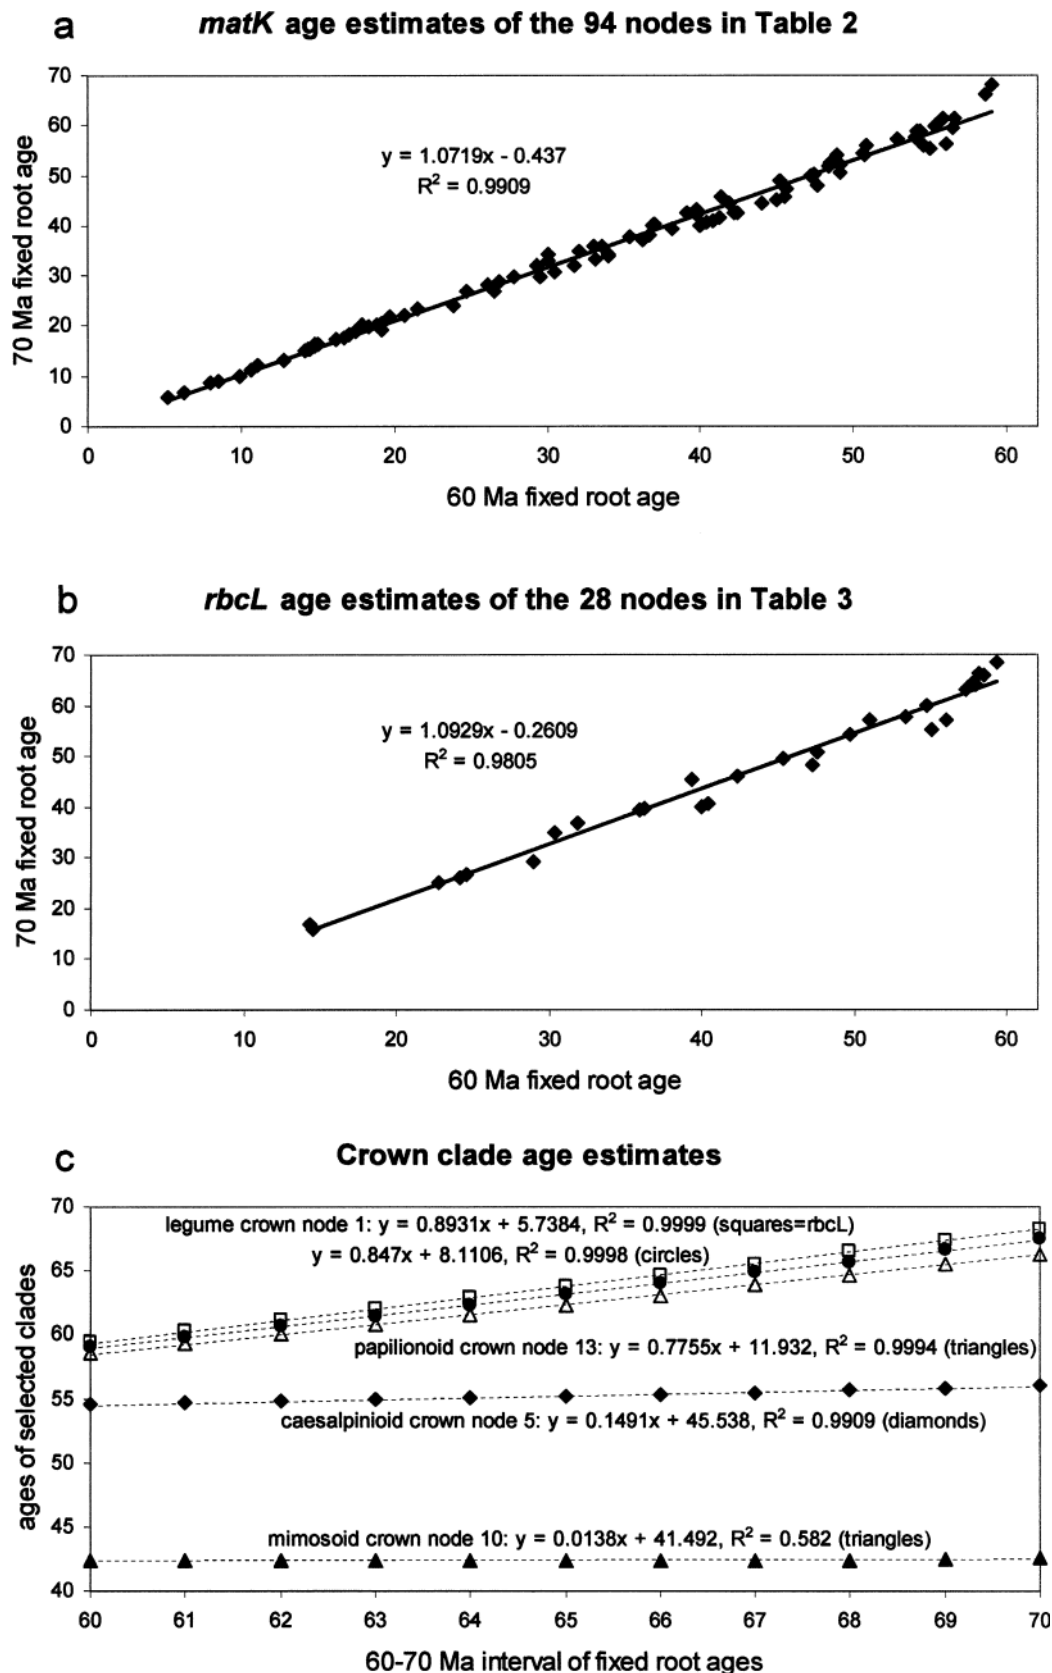 a matK age estimates of the 94 nodes in Table 2
70
60
50
40
30
20
10
0
70 Ma fixed root age
y = 1.0719x - 0.437
R² = 0.9909
0 10 20 30 40 50 60
60 Ma fixed root age
b rbcL age estimates of the 28 nodes in Table 3
70
60
50
40
30
20
10
0
70 Ma fixed root age
y = 1.0929x - 0.2609
R² = 0.9805
0 10 20 30 40 50 60
60 Ma fixed root age
c Crown clade age estimates
70
65
60
55
50
45
40
ages of selected clades
legume crown node 1: y = 0.8931x + 5.7384, R² = 0.9999 (squares=rbcL)
y = 0.847x + 8.1106, R² = 0.9998 (circles)
papilionoid crown node 13: y = 0.7755x + 11.932, R² = 0.9994 (triangles)
caesalpinioid crown node 5: y = 0.1491x + 45.538, R² = 0.9909 (diamonds)
mimosoid crown node 10: y = 0.0138x + 41.492, R² = 0.582 (triangles)
60 61 62 63 64 65 66 67 68 69 70
60-70 Ma interval of fixed root ages